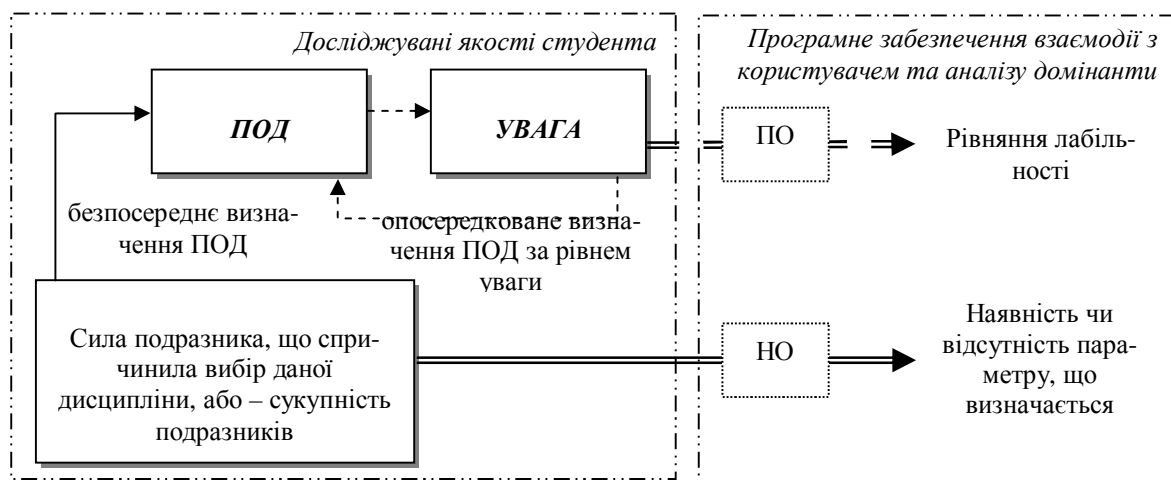 Досліджувані якості студента
ПОД
УВАГА
безпосереднє визна-
чення ПОД
опосередковане визна-
чення ПОД за рівнем
уваги
Сила подразника, що спри-
чинила вибір даної
дисципліни, або – сукупність
подразників
Програмне забезпечення взаємодії з
користувачем та аналізу домінанти
ПО
Рівняння лабіль-
ності
НО
Наявність чи
відсутність пара-
метру, що
визначається